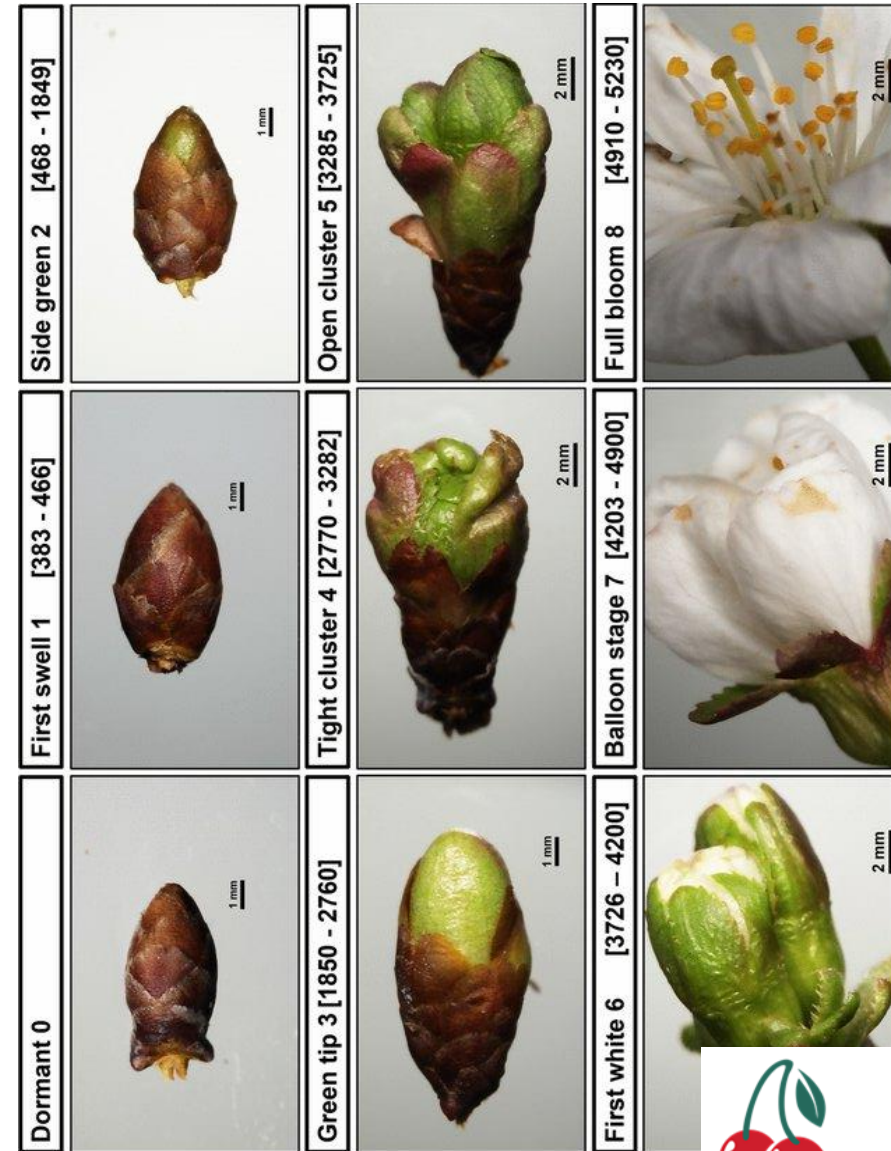 Dormant 0
First swell 1 [383 - 466]
Side green 2 [468 - 1849]
1 mm
1 mm
1 mm
Green tip 3 [1850 - 2760]
Tight cluster 4 [2770 - 3282]
Open cluster 5 [3285 - 3725]
1 mm
2 mm
2 mm
First white 6 [3726 – 4200]
Balloon stage 7 [4203 - 4900]
Full bloom 8 [4910 - 5230]
2 mm
2 mm
2 mm